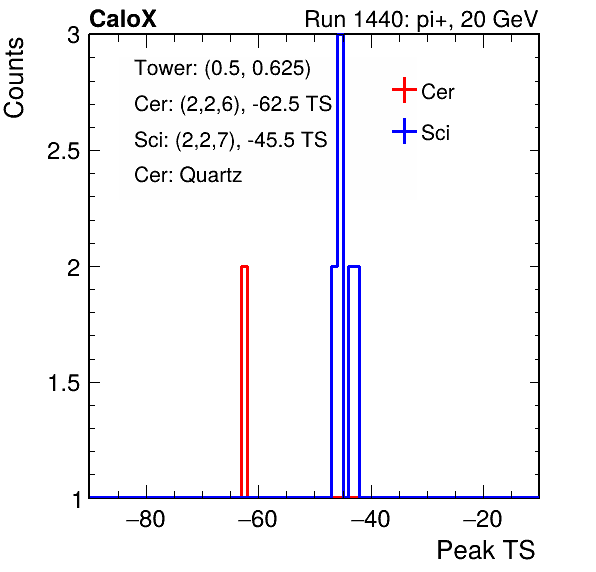 CaloX Run 1440: pi+, 20 GeV
Counts
3
Tower: (0.5, 0.625)
Cer: (2,2,6), -62.5 TS
Sci: (2,2,7), -45.5 TS
Cer: Quartz
Cer
Sci
2.5
2
1.5
1
−80 −60 −40 −20
Peak TS